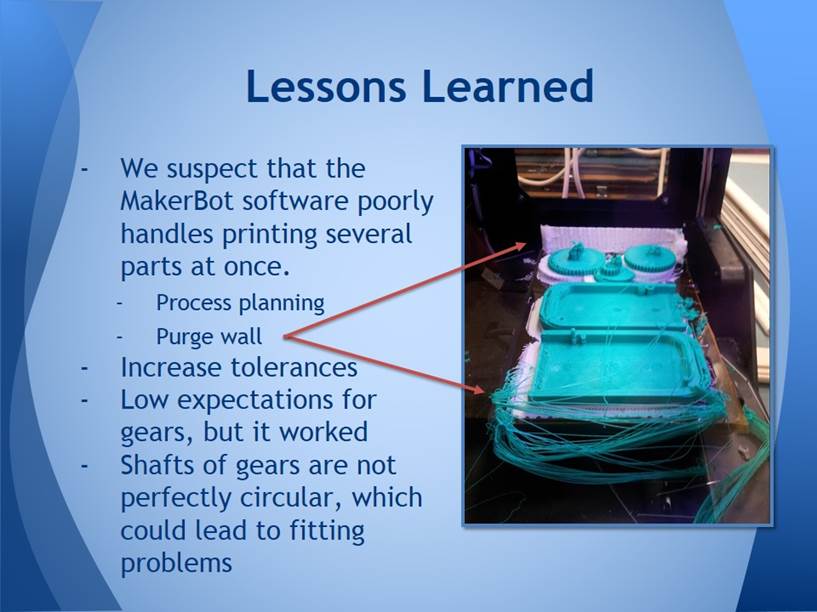 Lessons Learned
- We suspect that the
MakerBot software poorly
handles printing several
parts at once.
- Process planning
- Purge wall
- Increase tolerances
- Low expectations for
gears, but it worked
- Shafts of gears are not
perfectly circular, which
could lead to fitting
problems